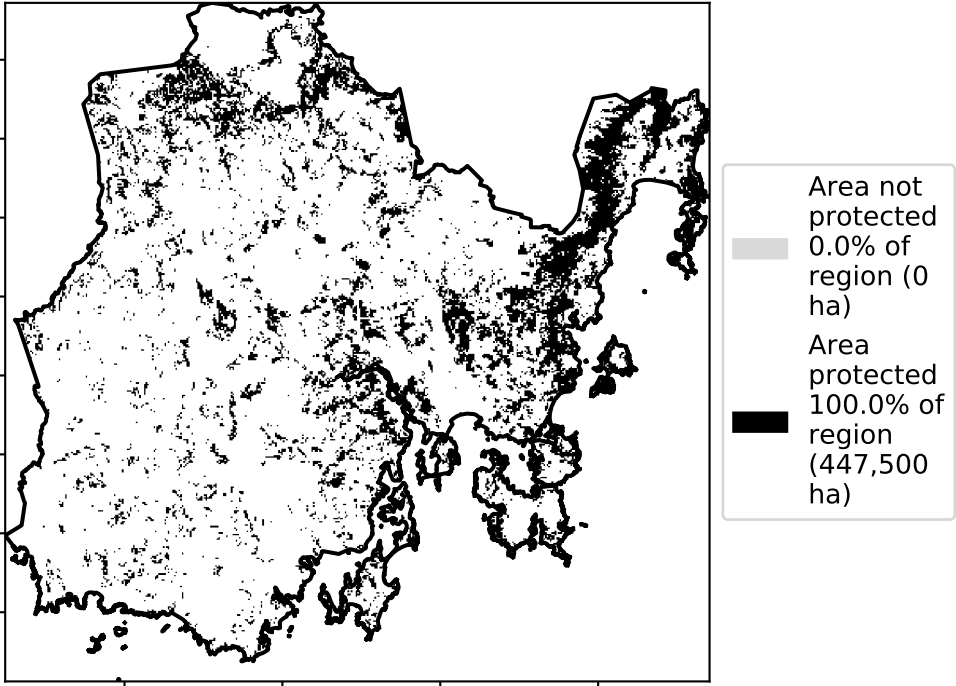 Area not
protected
0.0% of
region (0
ha)
Area
protected
100.0% of
region
(447,500
ha)